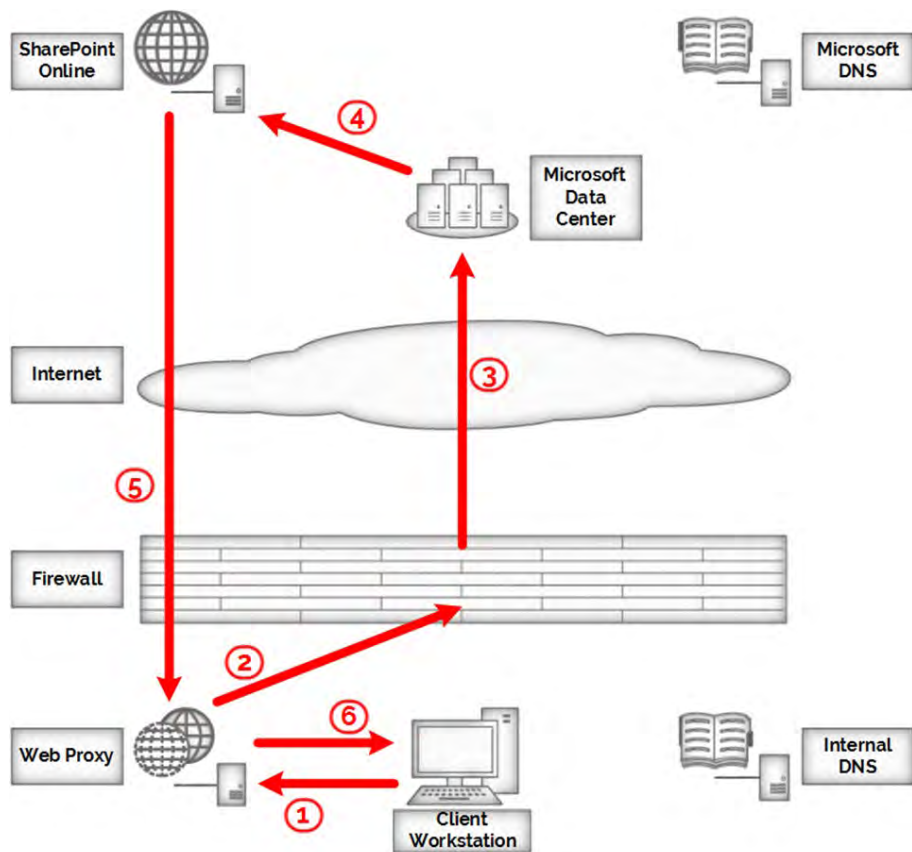 SharePoint
Online
Microsoft
DNS
4
Microsoft
Data
Center
Internet
3
5
Firewall
2
6
Web Proxy
Internal
DNS
1
Client
Workstation